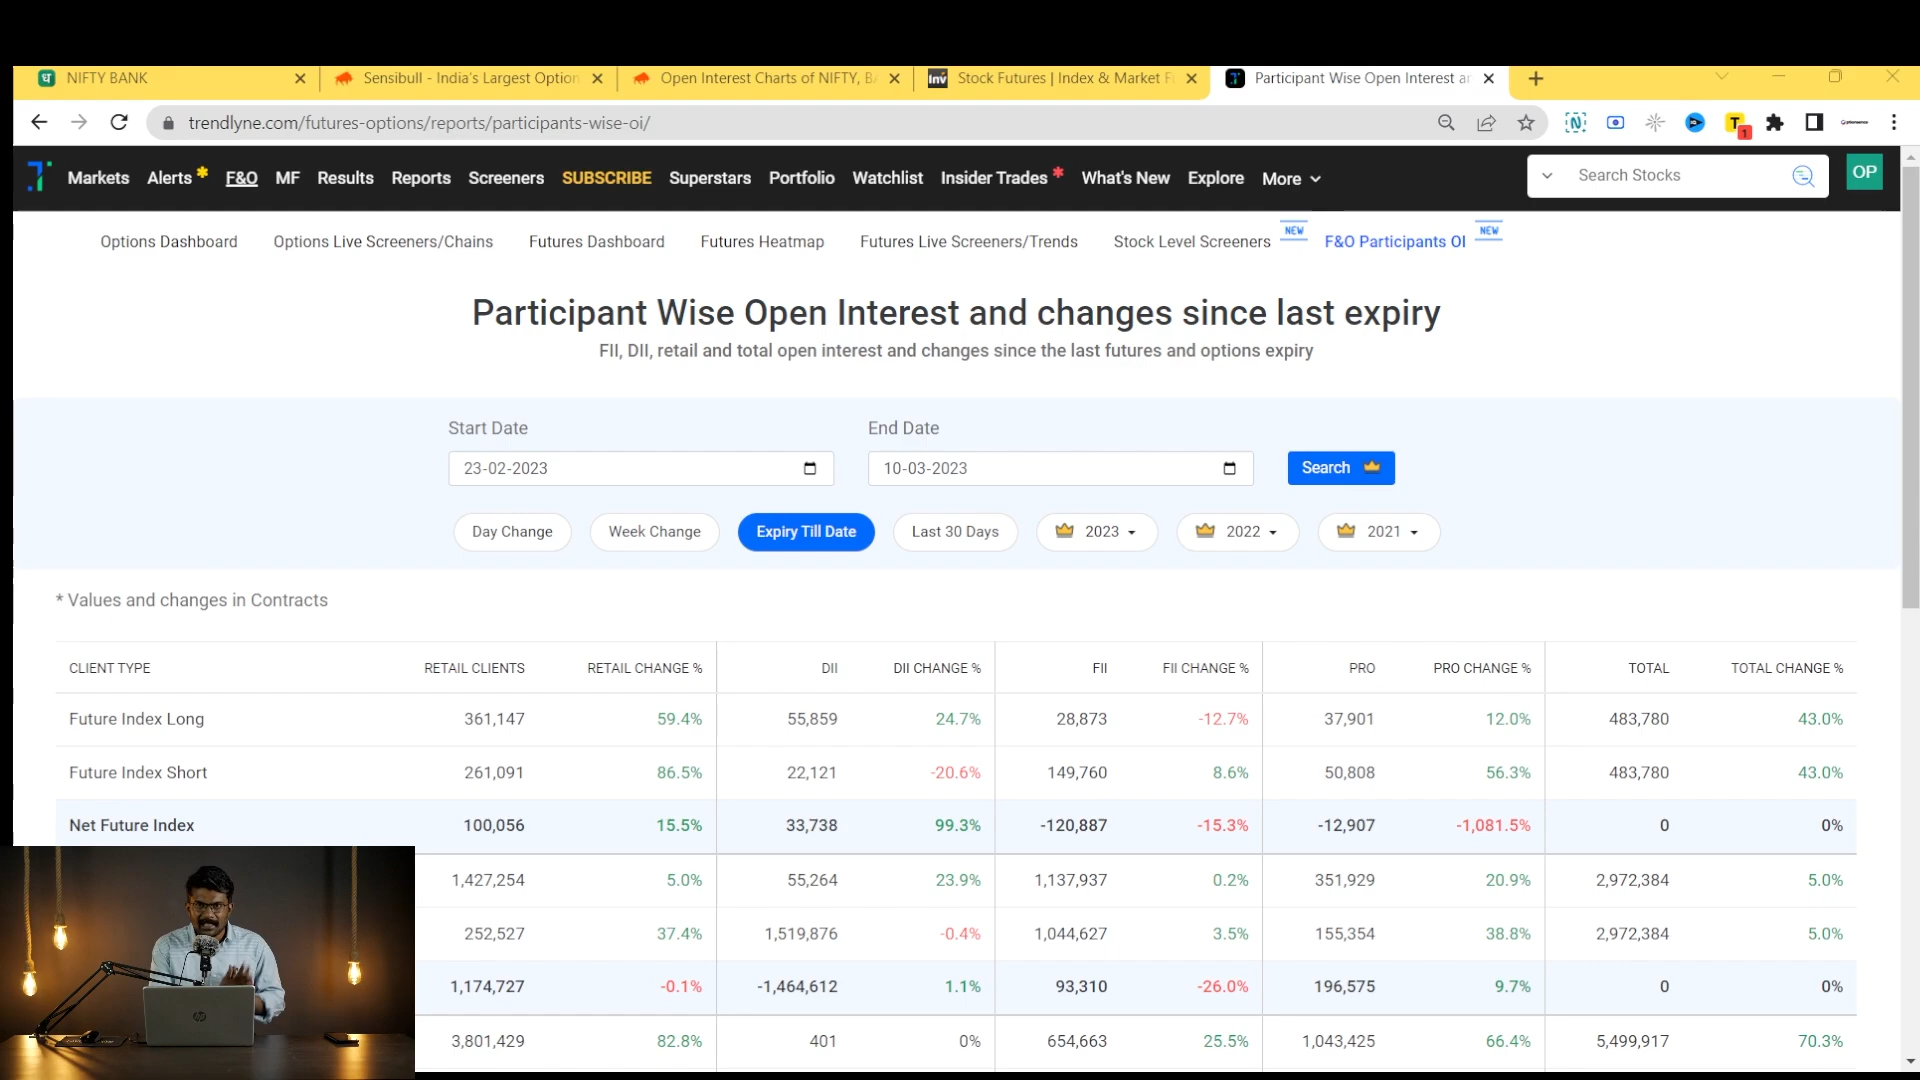 NIFTY BANK
Sensibull - India's Largest Option
Open Interest Charts of NIFTY, BA
Inv Stock Futures | Index & Market F
Participant Wise Open Interest an
trendlyne.com/futures-options/reports/participants-wise-oi/
Markets Alerts F&O MF Results Reports Screeners SUBSCRIBE Superstars Portfolio Watchlist Insider Trades What's New Explore More Search Stocks OP
Options Dashboard Options Live Screeners/Chains Futures Dashboard Futures Heatmap Futures Live Screeners/Trends Stock Level Screeners NEW F&O Participants OI NEW
Participant Wise Open Interest and changes since last expiry
FII, DII, retail and total open interest and changes since the last futures and options expiry
Start Date End Date
23-02-2023 10-03-2023 Search
Day Change Week Change Expiry Till Date Last 30 Days 2023 2022 2021
* Values and changes in Contracts
CLIENT TYPE RETAIL CLIENTS RETAIL CHANGE % DII DII CHANGE % FII FII CHANGE % PRO PRO CHANGE % TOTAL TOTAL CHANGE %
Future Index Long 361,147 59.4% 55,859 24.7% 28,873 -12.7% 37,901 12.0% 483,780 43.0%
Future Index Short 261,091 86.5% 22,121 -20.6% 149,760 8.6% 50,808 56.3% 483,780 43.0%
Net Future Index 100,056 15.5% 33,738 99.3% -120,887 -15.3% -12,907 -1,081.5% 0 0%
1,427,254 5.0% 55,264 23.9% 1,137,937 0.2% 351,929 20.9% 2,972,384 5.0%
252,527 37.4% 1,519,876 -0.4% 1,044,627 3.5% 155,354 38.8% 2,972,384 5.0%
1,174,727 -0.1% -1,464,612 1.1% 93,310 -26.0% 196,575 9.7% 0 0%
3,801,429 82.8% 401 0% 654,663 25.5% 1,043,425 66.4% 5,499,917 70.3%